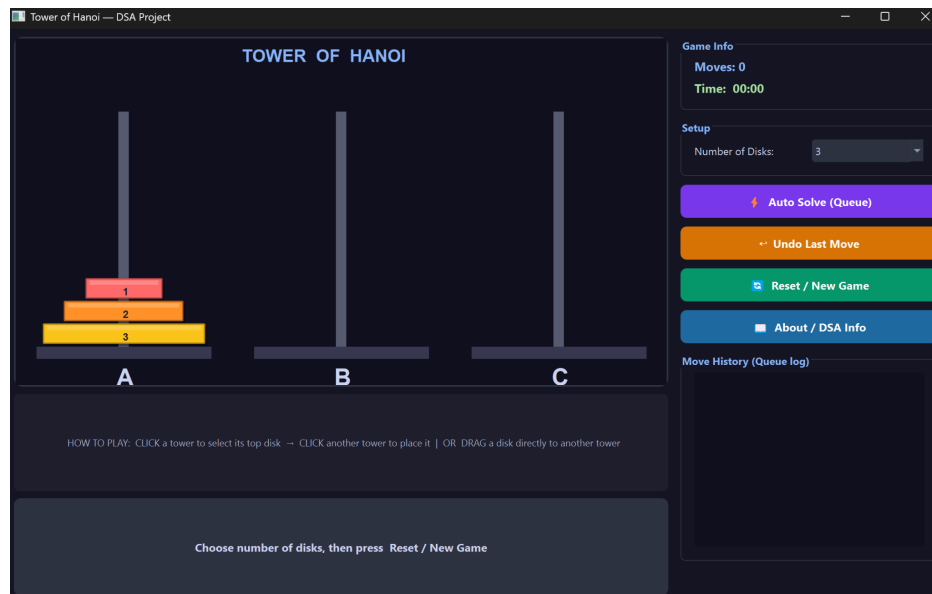 Tower of Hanoi — DSA Project
TOWER OF HANOI
1
2
3
A B C
HOW TO PLAY: CLICK a tower to select its top disk → CLICK another tower to place it | OR DRAG a disk directly to another tower
Choose number of disks, then press Reset / New Game
Game Info
Moves: 0
Time: 00:00
Setup
Number of Disks: 3
Auto Solve (Queue)
Undo Last Move
Reset / New Game
About / DSA Info
Move History (Queue log)